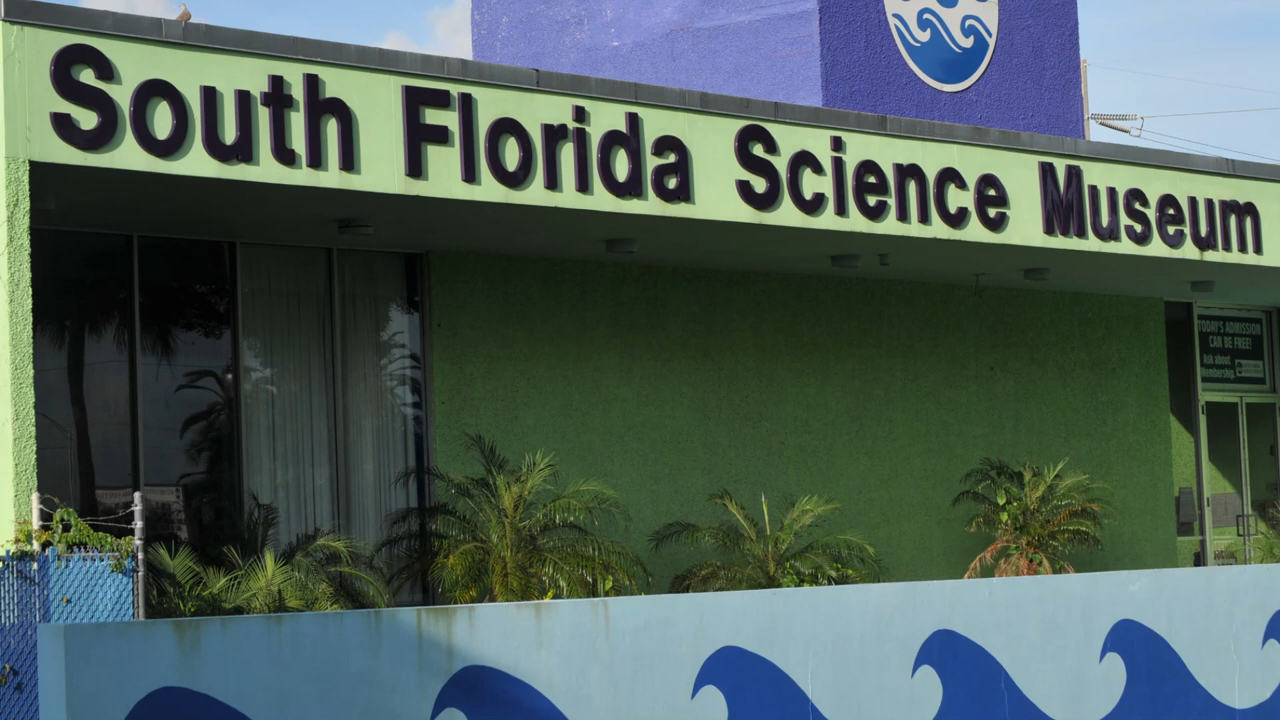 South Florida Science Museum
TODAY'S ADMISSION
CAN BE FREE!
Ask about
Membership